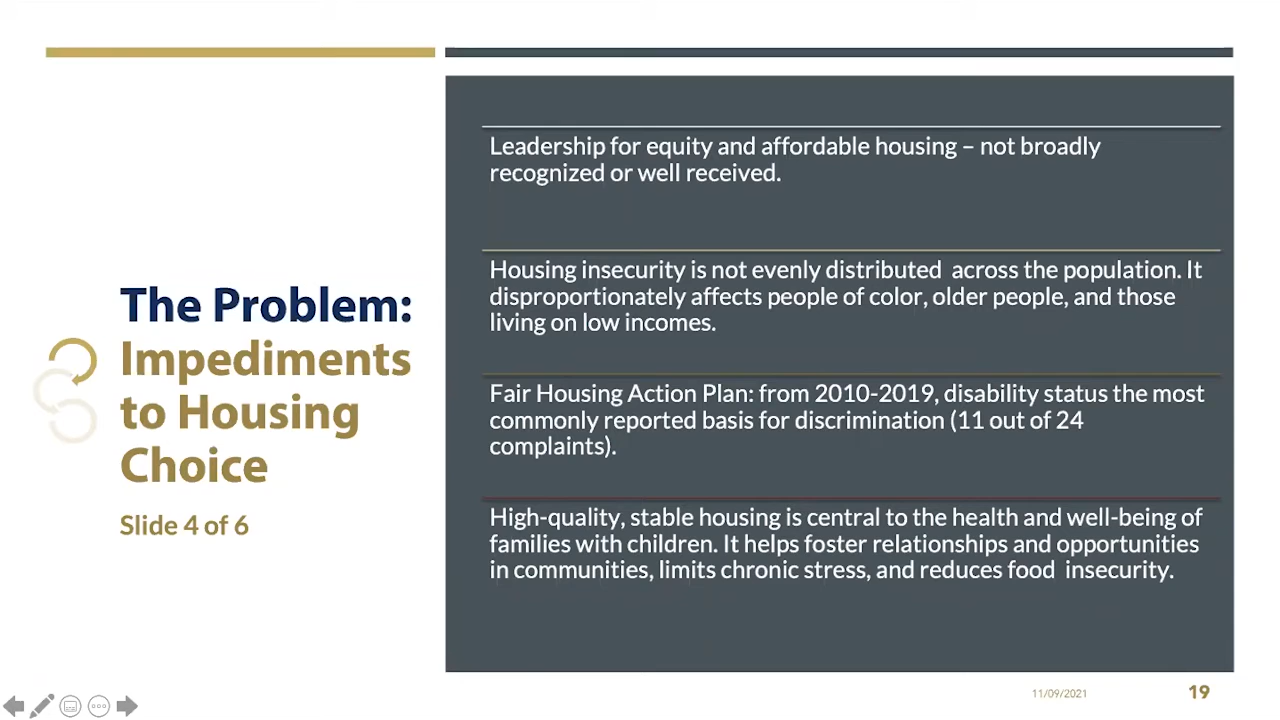 The Problem:
Impediments
to Housing
Choice
Slide 4 of 6
Leadership for equity and affordable housing – not broadly
recognized or well received.
Housing insecurity is not evenly distributed  across the population. It
disproportionately affects people of color, older people, and those
living on low incomes.
Fair Housing Action Plan: from 2010-2019, disability status the most
commonly reported basis for discrimination (11 out of 24
complaints).
High-quality, stable housing is central to the health and well-being of
families with children. It helps foster relationships and opportunities
in communities, limits chronic stress, and reduces food  insecurity.
11/09/2021
19